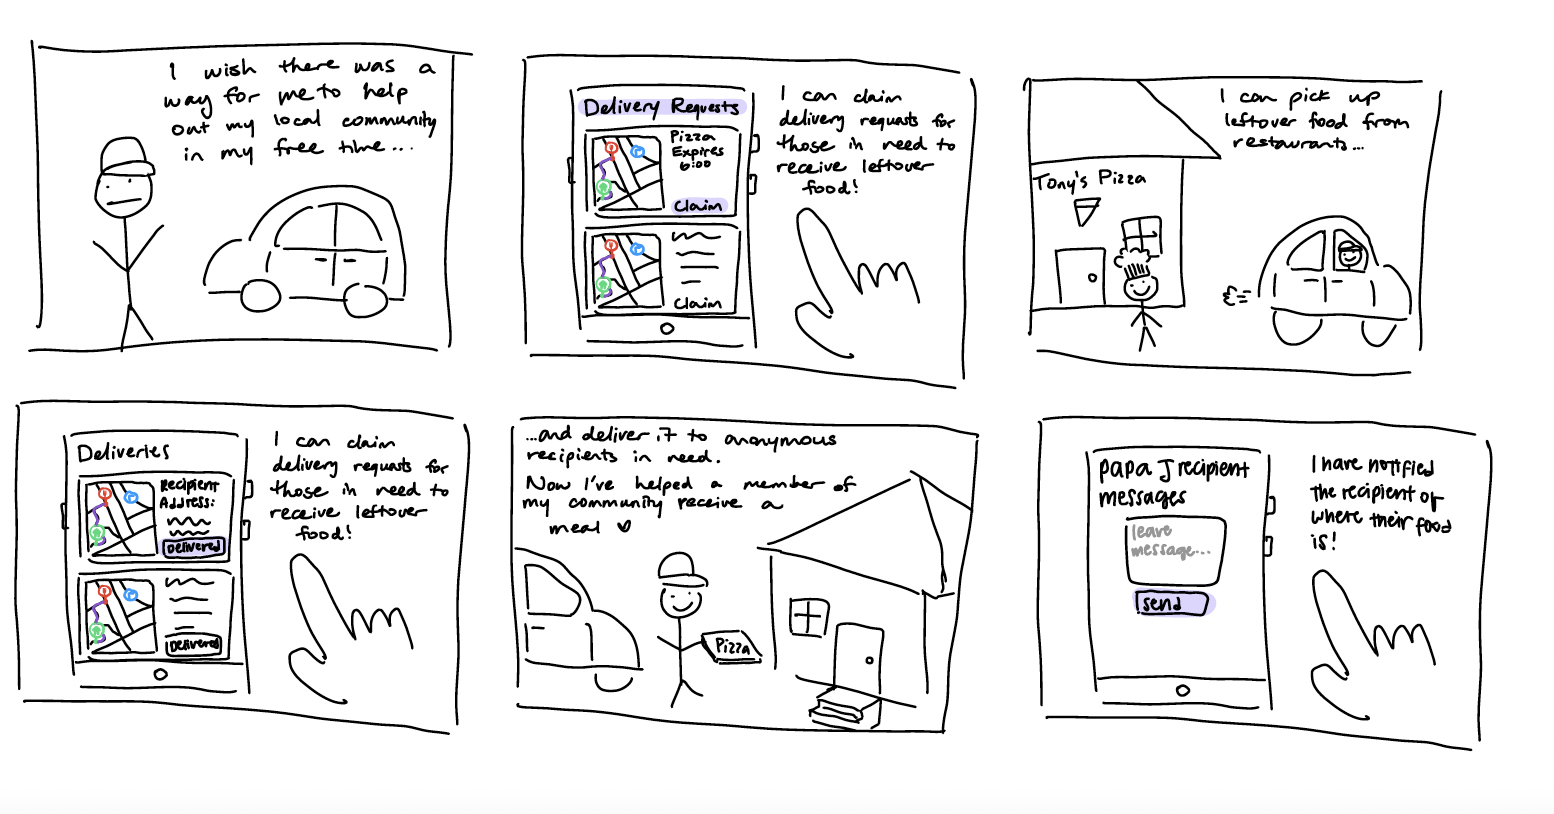 I wish there was a
way for me to help
out my local community
in my free time...
Delivery Requests
Pizza
Expires
6:00
Claim
Claim
I can claim
delivery requests for
those in need to
receive leftover
food!
I can pick up
leftover food from
restaurants...
Tony's Pizza
Deliveries
Recipient
Address:
Delivered
Delivered
I can claim
delivery requests for
those in need to
receive leftover
food!
...and deliver it to anonymous
recipients in need.
Now I've helped a member of
my community receive a
meal ♡
Pizza
papa J recipient
messages
leave
message...
send
I have notified
the recipient of
where their food
is!